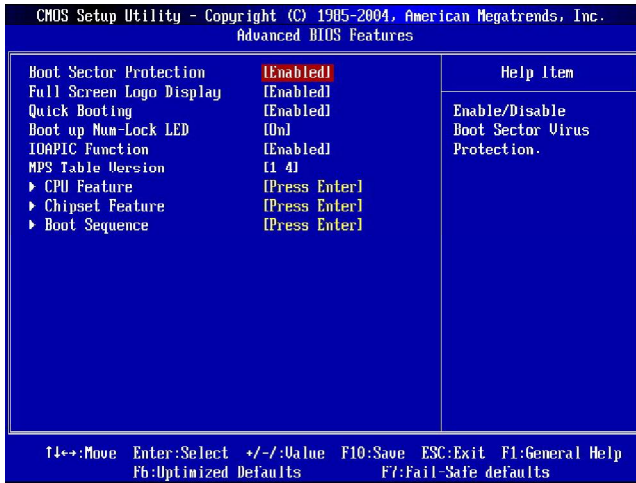 CMOS Setup Utility - Copyright (C) 1985-2004, American Megatrends, Inc.
Advanced BIOS Features
Boot Sector Protection [Enabled]
Full Screen Logo Display [Enabled]
Quick Booting [Enabled]
Boot up Num-Lock LED [On]
IOAPIC Function [Enabled]
MPS Table Version [1 4]
▶ CPU Feature [Press Enter]
▶ Chipset Feature [Press Enter]
▶ Boot Sequence [Press Enter]
Help Item
Enable/Disable
Boot Sector Virus
Protection.
↑↓←→:Move Enter:Select +/-/:Value F10:Save ESC:Exit F1:General Help
F6:Optimized Defaults F7:Fail-Safe defaults